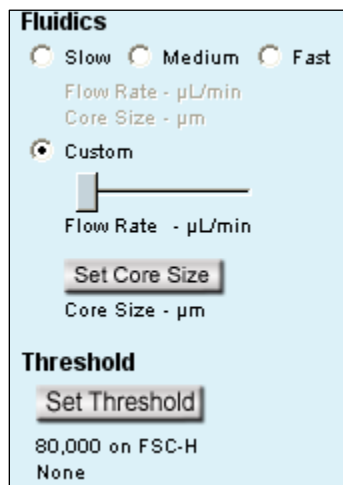 Fluidics
Slow Medium Fast
Flow Rate - µL/min
Core Size - µm
Custom
Flow Rate - µL/min
Set Core Size
Core Size - µm
Threshold
Set Threshold
80,000 on FSC-H
None